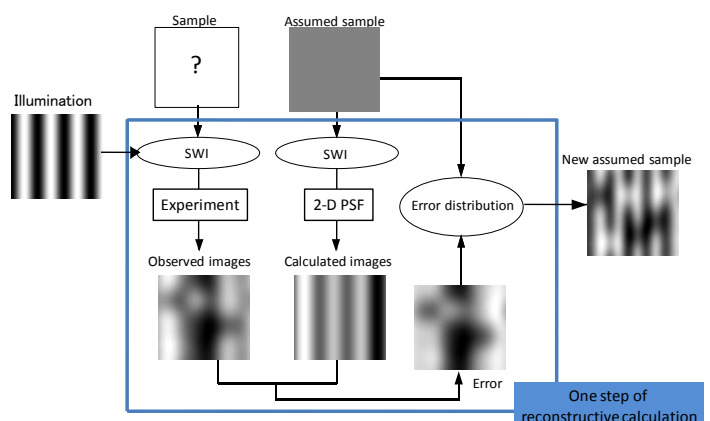 Sample
Assumed sample
?
Illumination
SWI
SWI
New assumed sample
Experiment
2-D PSF
Error distribution
Observed images
Calculated images
Error
One step of
reconstructive calculation